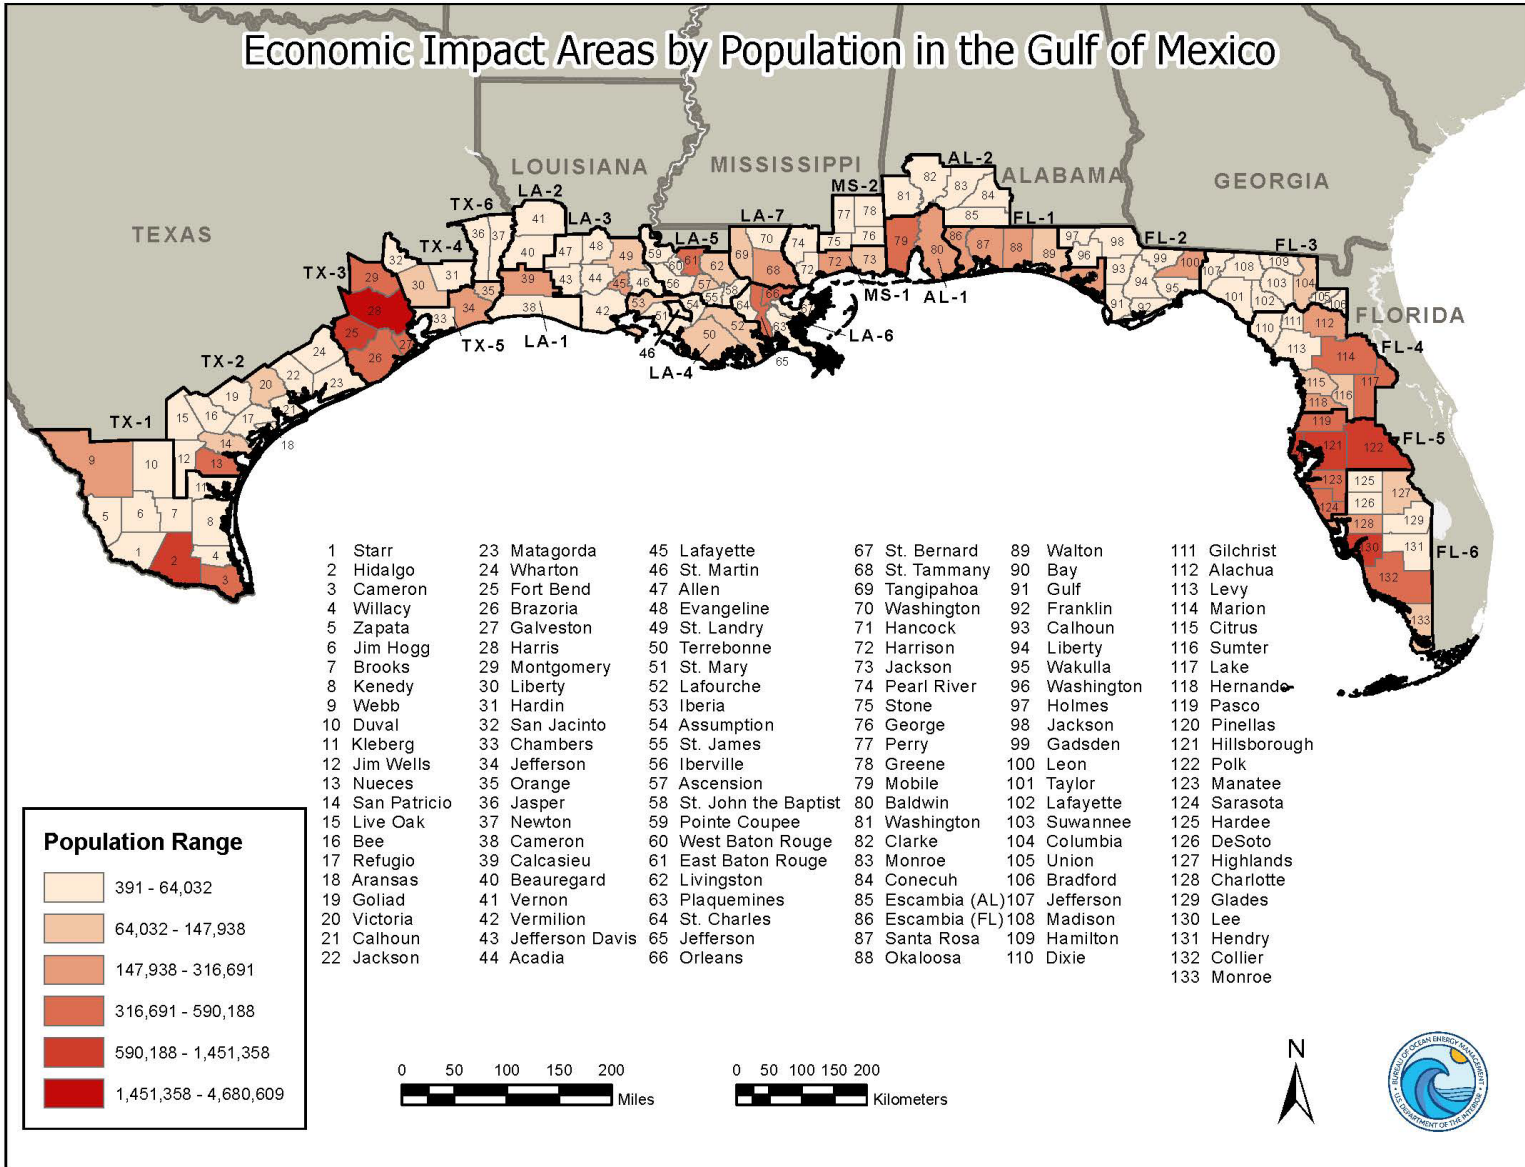 Economic Impact Areas by Population in the Gulf of Mexico
TEXAS
LOUISIANA
MISSISSIPPI
ALABAMA
GEORGIA
FLORIDA
TX-1
TX-2
TX-3
TX-4
TX-5
TX-6
LA-1
LA-2
LA-3
LA-4
LA-5
LA-6
LA-7
MS-1
MS-2
AL-1
AL-2
FL-1
FL-2
FL-3
FL-4
FL-5
FL-6
1 Starr
2 Hidalgo
3 Cameron
4 Willacy
5 Zapata
6 Jim Hogg
7 Brooks
8 Kenedy
9 Webb
10 Duval
11 Kleberg
12 Jim Wells
13 Nueces
14 San Patricio
15 Live Oak
16 Bee
17 Refugio
18 Aransas
19 Goliad
20 Victoria
21 Calhoun
22 Jackson
23 Matagorda
24 Wharton
25 Fort Bend
26 Brazoria
27 Galveston
28 Harris
29 Montgomery
30 Liberty
31 Hardin
32 San Jacinto
33 Chambers
34 Jefferson
35 Orange
36 Jasper
37 Newton
38 Cameron
39 Calcasieu
40 Beauregard
41 Vernon
42 Vermilion
43 Jefferson Davis
44 Acadia
45 Lafayette
46 St. Martin
47 Allen
48 Evangeline
49 St. Landry
50 Terrebonne
51 St. Mary
52 Lafourche
53 Iberia
54 Assumption
55 St. James
56 Iberville
57 Ascension
58 St. John the Baptist
59 Pointe Coupee
60 West Baton Rouge
61 East Baton Rouge
62 Livingston
63 Plaquemines
64 St. Charles
65 Jefferson
66 Orleans
67 St. Bernard
68 St. Tammany
69 Tangipahoa
70 Washington
71 Hancock
72 Harrison
73 Jackson
74 Pearl River
75 Stone
76 George
77 Perry
78 Greene
79 Mobile
80 Baldwin
81 Washington
82 Clarke
83 Monroe
84 Conecuh
85 Escambia (AL)
86 Escambia (FL)
87 Santa Rosa
88 Okaloosa
89 Walton
90 Bay
91 Gulf
92 Franklin
93 Calhoun
94 Liberty
95 Wakulla
96 Washington
97 Holmes
98 Jackson
99 Gadsden
100 Leon
101 Taylor
102 Lafayette
103 Suwannee
104 Columbia
105 Union
106 Bradford
107 Jefferson
108 Madison
109 Hamilton
110 Dixie
111 Gilchrist
112 Alachua
113 Levy
114 Marion
115 Citrus
116 Sumter
117 Lake
118 Hernando
119 Pasco
120 Pinellas
121 Hillsborough
122 Polk
123 Manatee
124 Sarasota
125 Hardee
126 DeSoto
127 Highlands
128 Charlotte
129 Glades
130 Lee
131 Hendry
132 Collier
133 Monroe
Population Range
391 - 64,032
64,032 - 147,938
147,938 - 316,691
316,691 - 590,188
590,188 - 1,451,358
1,451,358 - 4,680,609
0 50 100 150 200
Miles
0 50 100 150 200
Kilometers
N
BUREAU OF OCEAN ENERGY MANAGEMENT
U.S. DEPARTMENT OF THE INTERIOR